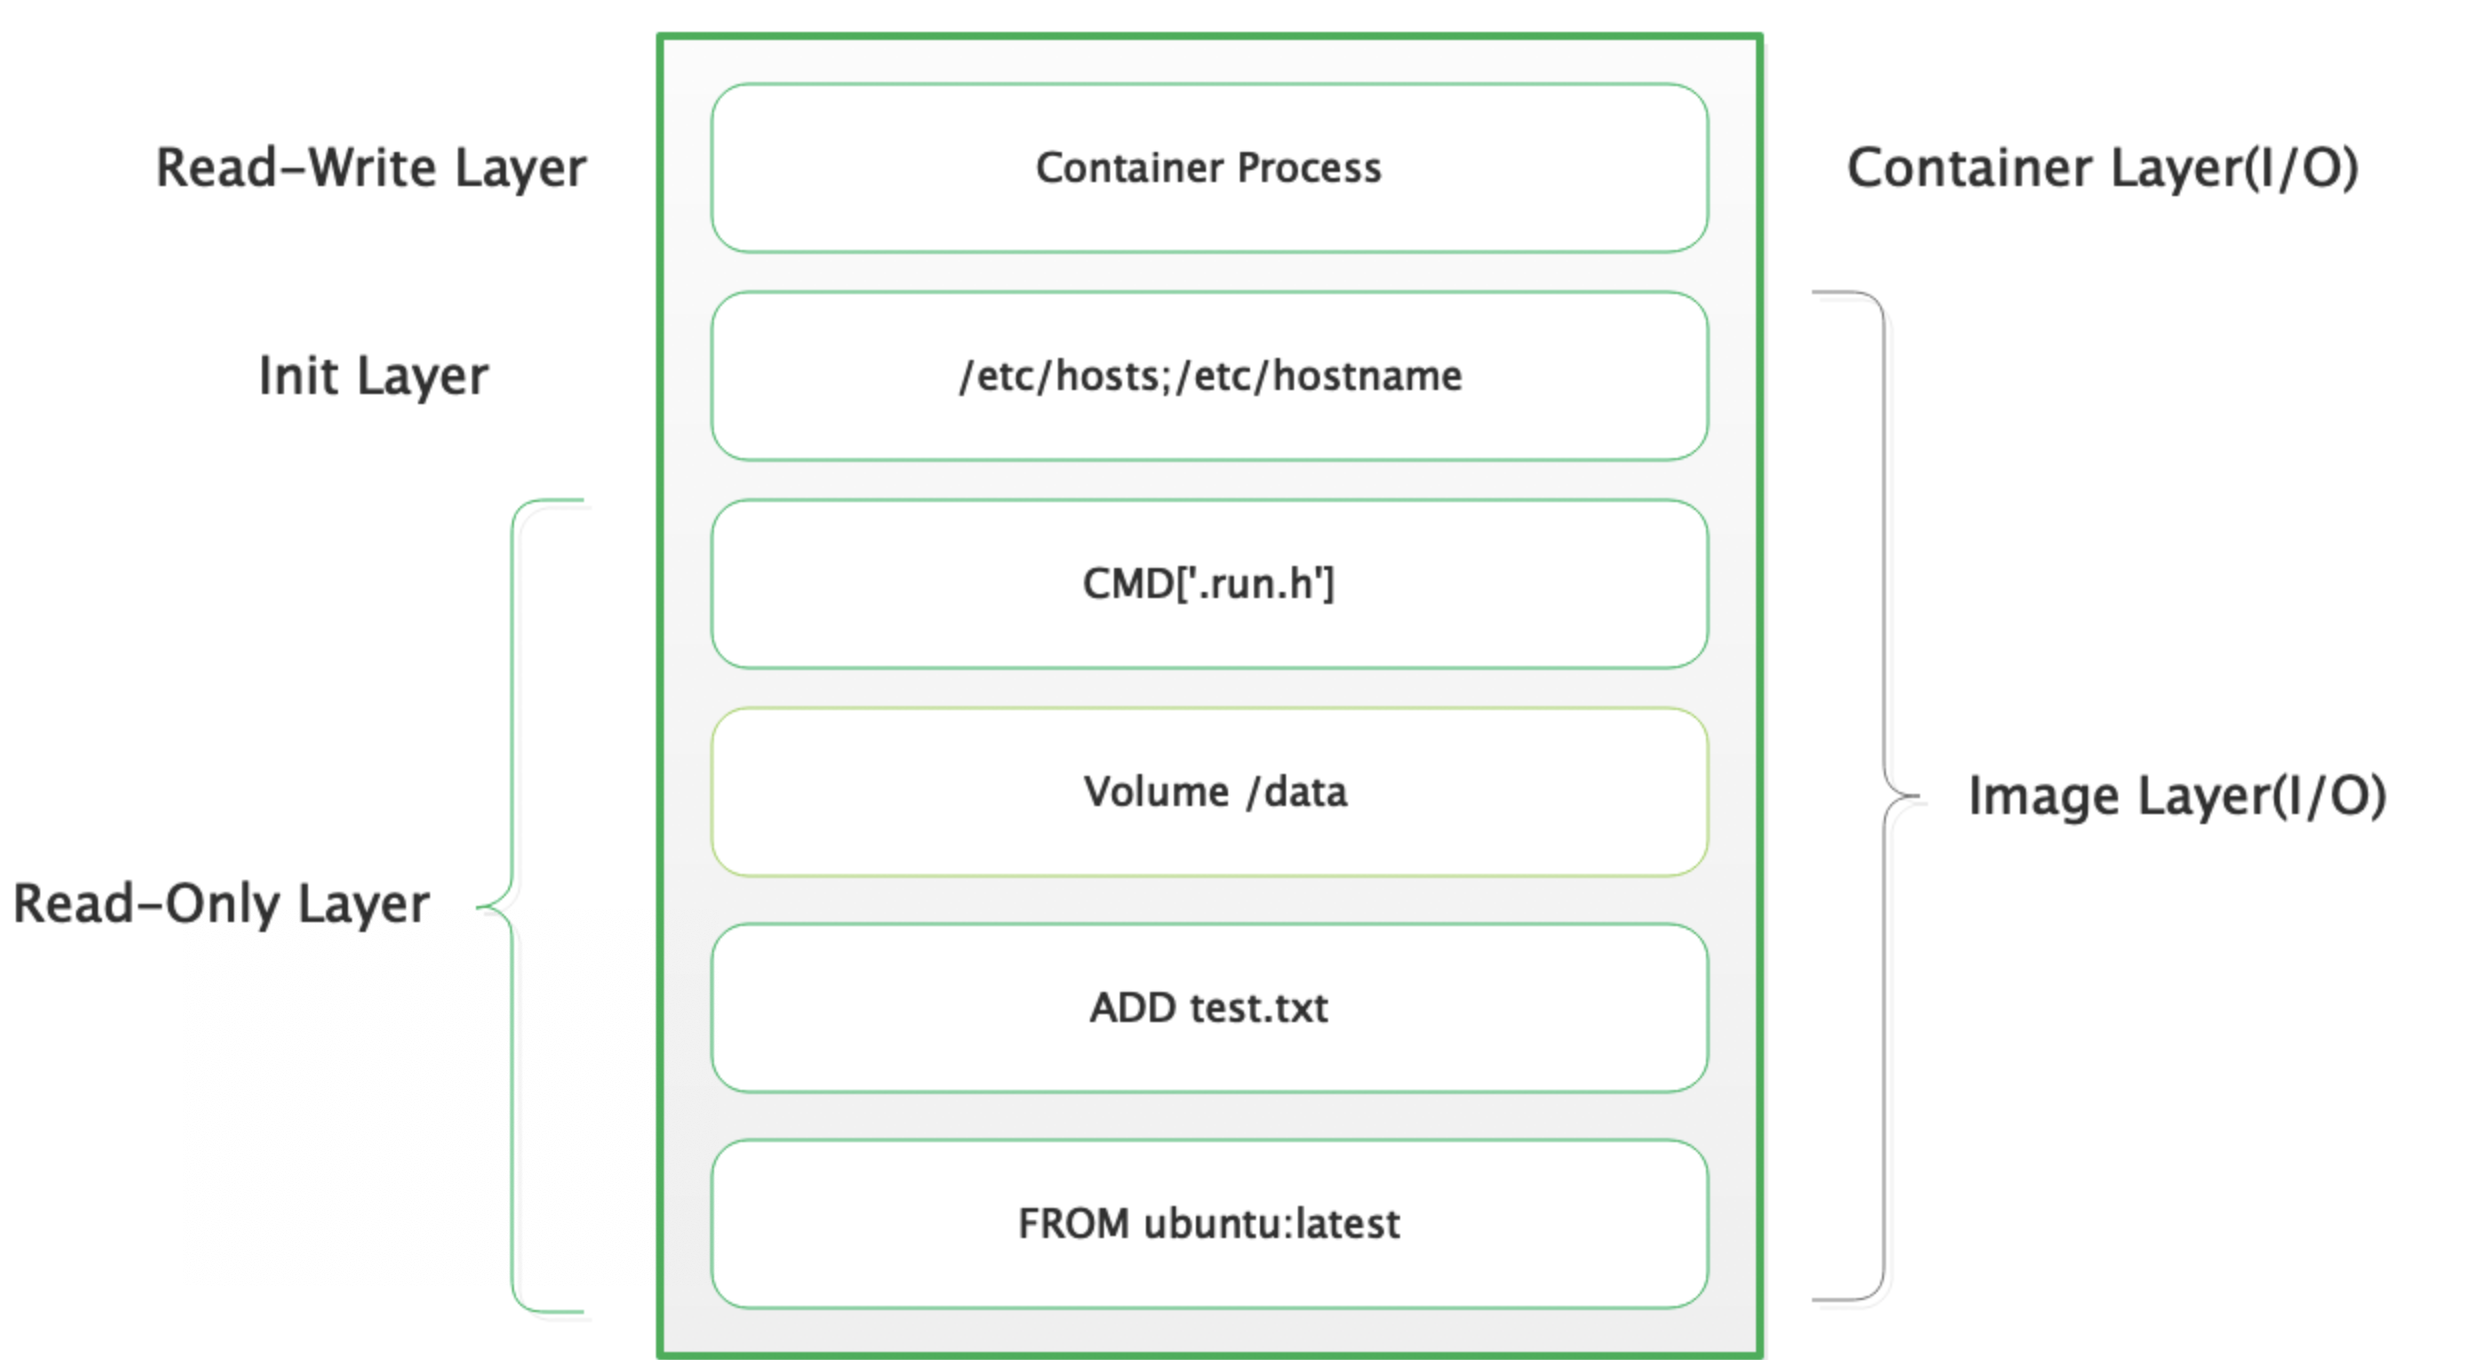 Read-Write Layer
Container Process
Container Layer(I/O)
Init Layer
/etc/hosts;/etc/hostname
CMD['.run.h']
Volume /data
Image Layer(I/O)
Read-Only Layer
ADD test.txt
FROM ubuntu:latest